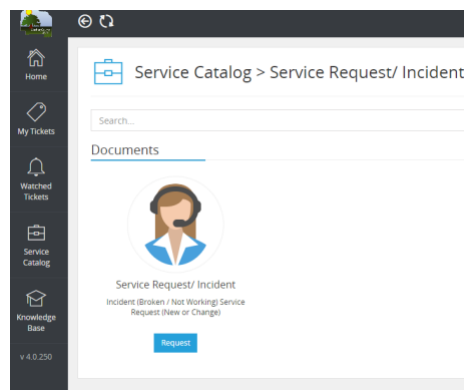 Home
My Tickets
Watched
Tickets
Service
Catalog
Knowledge
Base
v 4.0.250
Service Catalog > Service Request/ Incident
Search...
Documents
Service Request/ Incident
Incident (Broken / Not Working) Service
Request (New or Change)
Request